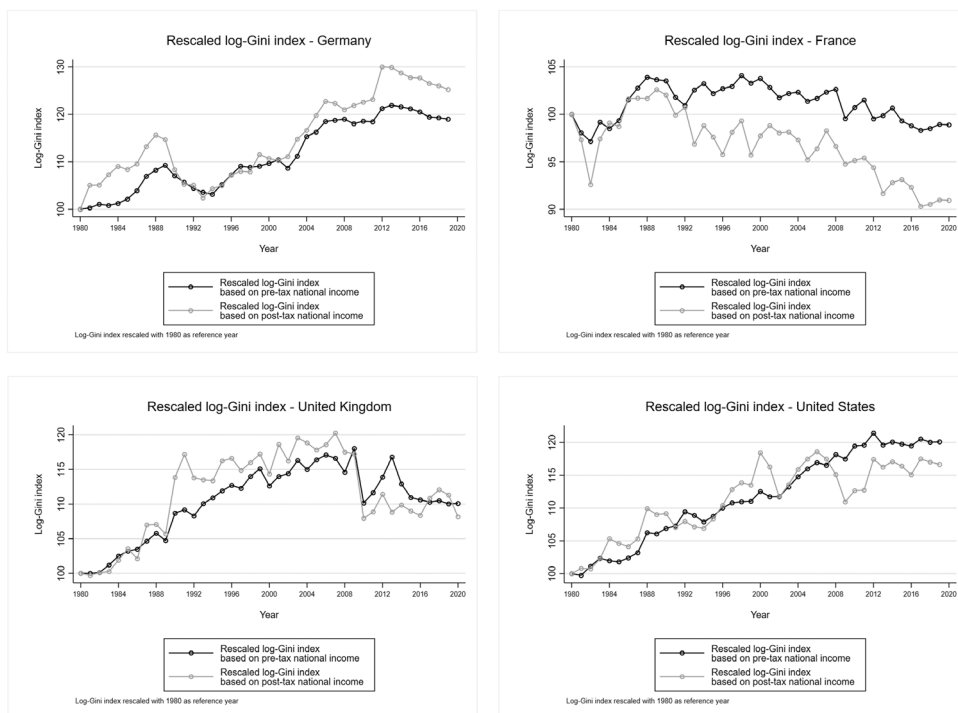 Rescaled log-Gini index - Germany
Log-Gini index
130
120
110
100
1980 1984 1988 1992 1996 2000 2004 2008 2012 2016 2020
Year
Rescaled log-Gini index
based on pre-tax national income
Rescaled log-Gini index
based on post-tax national income
Log-Gini index rescaled with 1980 as reference year
Rescaled log-Gini index - France
Log-Gini index
105
100
95
90
1980 1984 1988 1992 1996 2000 2004 2008 2012 2016 2020
Year
Rescaled log-Gini index
based on pre-tax national income
Rescaled log-Gini index
based on post-tax national income
Log-Gini index rescaled with 1980 as reference year
Rescaled log-Gini index - United Kingdom
Log-Gini index
120
115
110
105
100
1980 1984 1988 1992 1996 2000 2004 2008 2012 2016 2020
Year
Rescaled log-Gini index
based on pre-tax national income
Rescaled log-Gini index
based on post-tax national income
Log-Gini index rescaled with 1980 as reference year
Rescaled log-Gini index - United States
Log-Gini index
120
115
110
105
100
1980 1984 1988 1992 1996 2000 2004 2008 2012 2016 2020
Year
Rescaled log-Gini index
based on pre-tax national income
Rescaled log-Gini index
based on post-tax national income
Log-Gini index rescaled with 1980 as reference year